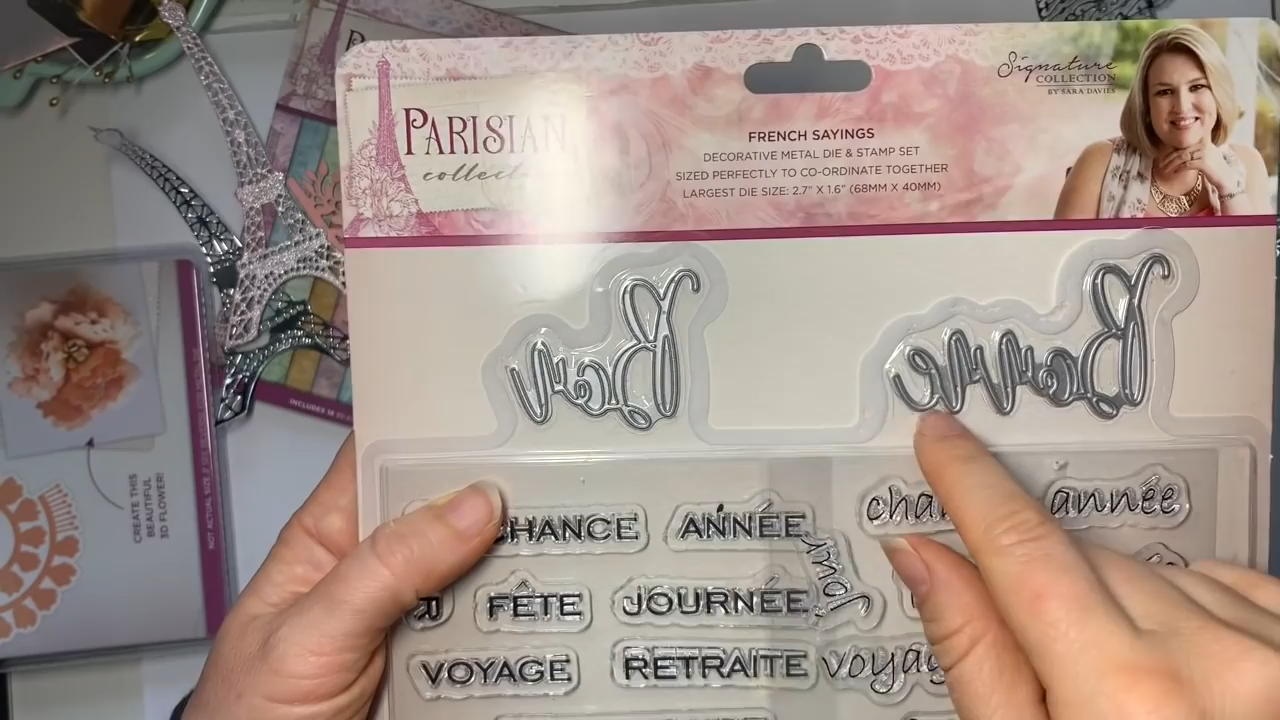 PARISIAN
Signature
COLLECTION
BY SARA DAVIES
FRENCH SAYINGS
DECORATIVE METAL DIE & STAMP SET
SIZED PERFECTLY TO CO-ORDINATE TOGETHER
LARGEST DIE SIZE: 2.7" X 1.6" (68MM X 40MM)
Bon
Bonne
CHANCE
ANNÉE
année
FÊTE
JOURNÉE
jour
VOYAGE
RETRAITE
CREATE THIS
BEAUTIFUL
3D FLOWER!